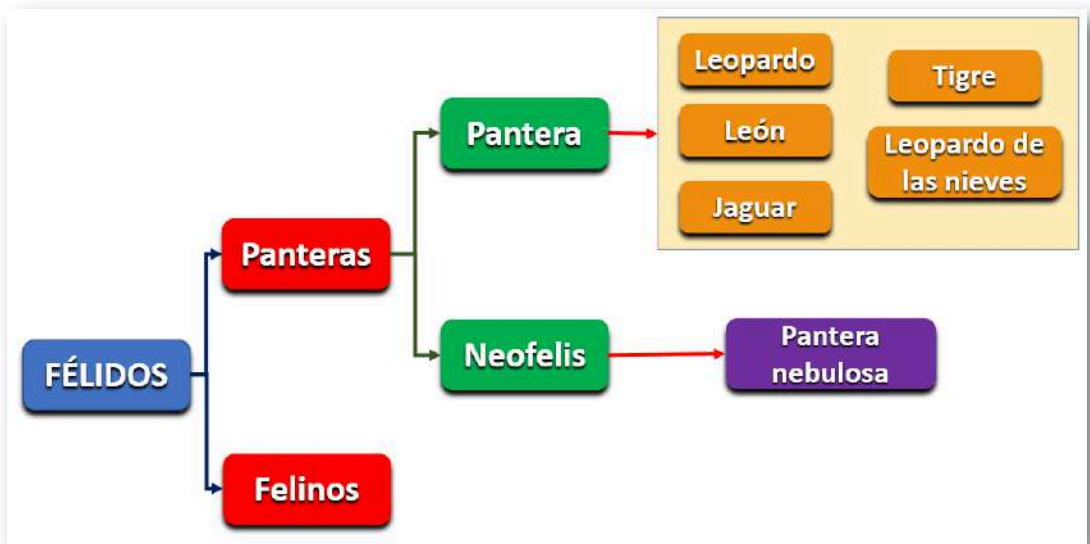 FÉLIDOS
Panteras
Felinos
Pantera
Neofelis
Leopardo
León
Jaguar
Tigre
Leopardo de
las nieves
Pantera
nebulosa